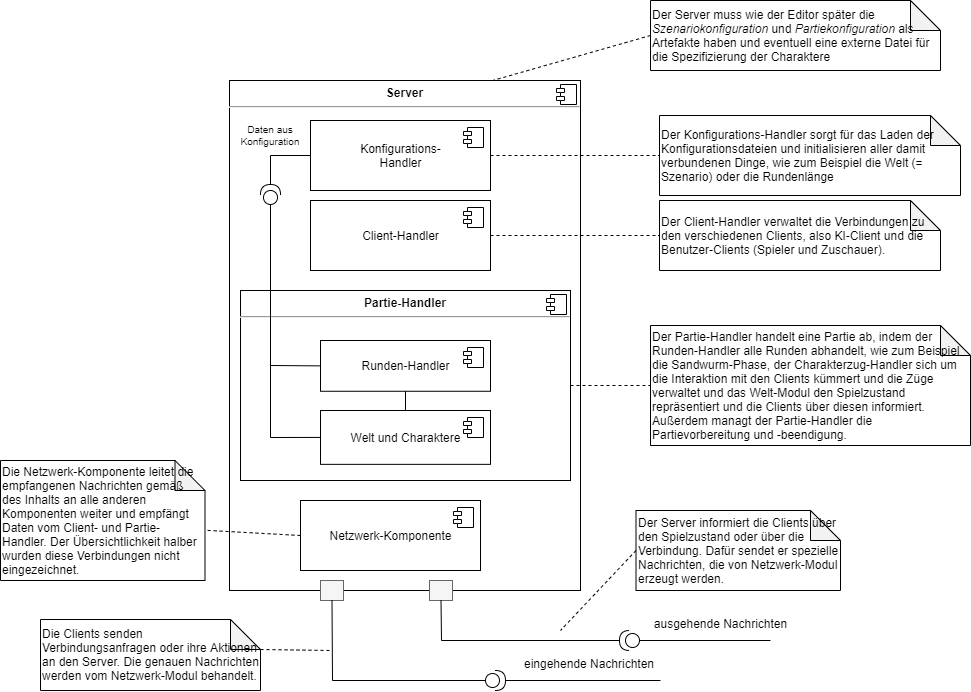 Der Server muss wie der Editor später die
Szenariokonfiguration und Partiekonfiguration als
Artefakte haben und eventuell eine externe Datei für
die Spezifizierung der Charaktere
Server
Daten aus
Konfiguration
Konfigurations-
Handler
Der Konfigurations-Handler sorgt für das Laden der
Konfigurationsdateien und initialisieren aller damit
verbundenen Dinge, wie zum Beispiel die Welt (=
Szenario) oder die Rundenlänge
Client-Handler
Der Client-Handler verwaltet die Verbindungen zu
den verschiedenen Clients, also KI-Client und die
Benutzer-Clients (Spieler und Zuschauer).
Partie-Handler
Runden-Handler
Welt und Charaktere
Der Partie-Handler handelt eine Partie ab, indem der
Runden-Handler alle Runden abhandelt, wie zum Beispiel
die Sandwurm-Phase, der Charakterzug-Handler sich um
die Interaktion mit den Clients kümmert und die Züge
verwaltet und das Welt-Modul den Spielzustand
repräsentiert und die Clients über diesen informiert.
Außerdem managt der Partie-Handler die
Partievorbereitung und -beendigung.
Die Netzwerk-Komponente leitet die
empfangenen Nachrichten gemäß
des Inhalts an alle anderen
Komponenten weiter und empfängt
Daten vom Client- und Partie-
Handler. Der Übersichtlichkeit halber
wurden diese Verbindungen nicht
eingezeichnet.
Netzwerk-Komponente
Der Server informiert die Clients über
den Spielzustand oder über die
Verbindung. Dafür sendet er spezielle
Nachrichten, die von Netzwerk-Modul
erzeugt werden.
ausgehende Nachrichten
Die Clients senden
Verbindungsanfragen oder ihre Aktionen
an den Server. Die genauen Nachrichten
werden vom Netzwerk-Modul behandelt.
eingehende Nachrichten